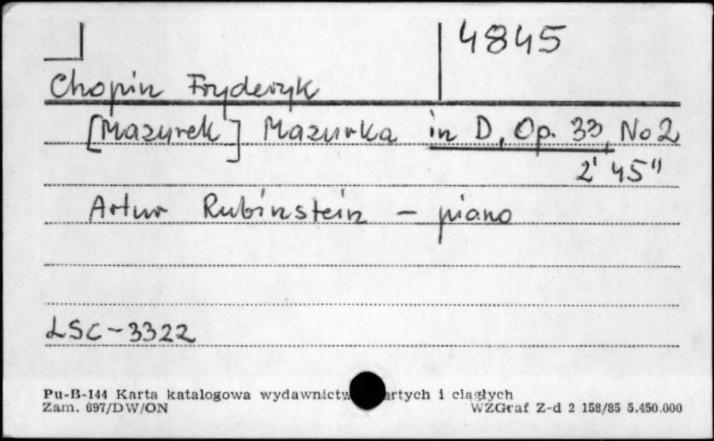 4845
Chopin Fryderyk
[Mazurek] Mazurka in D, Op. 33, No 2
2' 45"
Artur Rubinstein - piano
LSC-3322
Pu-B-144 Karta katalogowa wydawnictw i ciągłych
Zam. 697/DW/ON WZGraf Z-d 2 158/85 5.450.000